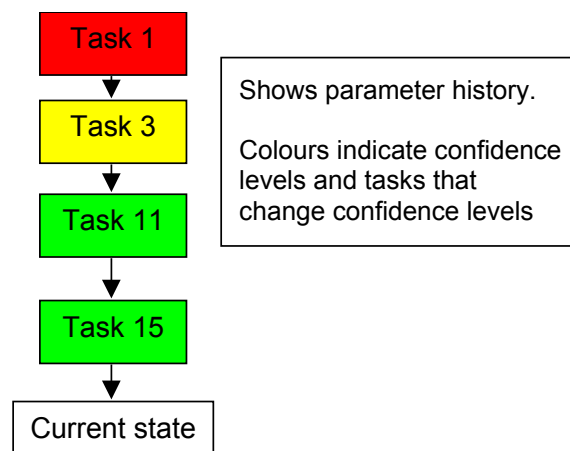 Task 1
Task 3
Task 11
Task 15
Current state
Shows parameter history.
Colours indicate confidence
levels and tasks that
change confidence levels